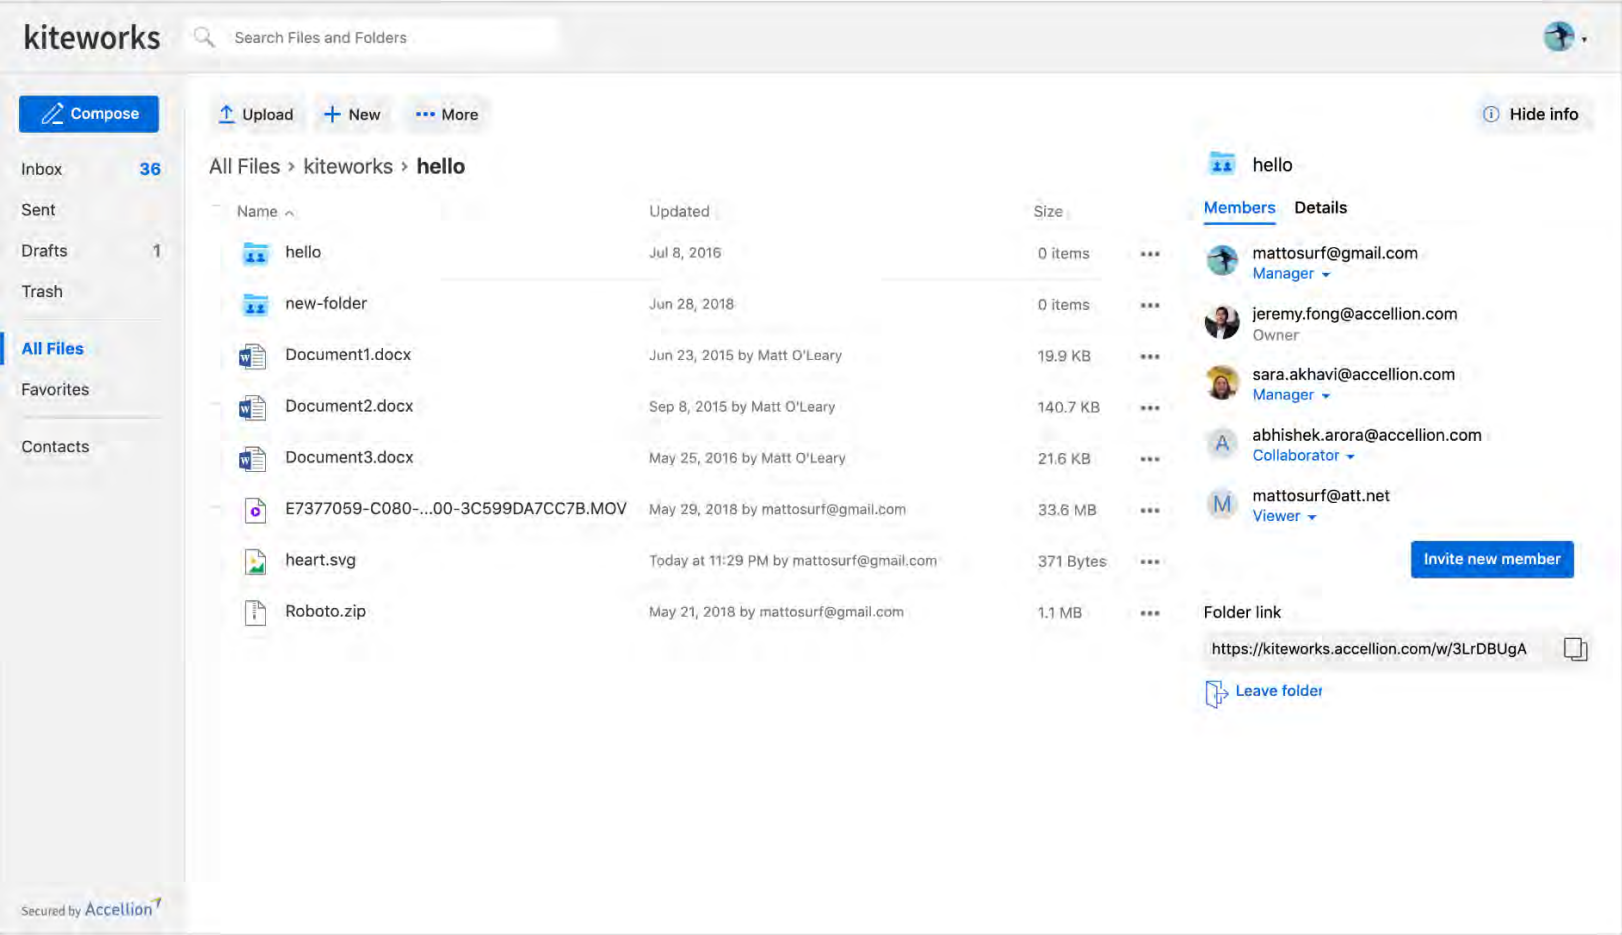 kiteworks
Search Files and Folders
Compose
Inbox 36
Sent
Drafts 1
Trash
All Files
Favorites
Contacts
Secured by Accellion
Upload
New
More
Hide info
All Files > kiteworks > hello
Name Updated Size
hello Jul 8, 2016 0 items
new-folder Jun 28, 2018 0 items
Document1.docx Jun 23, 2015 by Matt O'Leary 19.9 KB
Document2.docx Sep 8, 2015 by Matt O'Leary 140.7 KB
Document3.docx May 25, 2016 by Matt O'Leary 21.6 KB
E7377059-C080-...00-3C599DA7CC7B.MOV May 29, 2018 by mattosurf@gmail.com 33.6 MB
heart.svg Today at 11:29 PM by mattosurf@gmail.com 371 Bytes
Roboto.zip May 21, 2018 by mattosurf@gmail.com 1.1 MB
hello
Members Details
mattosurf@gmail.com
Manager
jeremy.fong@accellion.com
Owner
sara.akhavi@accellion.com
Manager
A
abhishek.arora@accellion.com
Collaborator
M
mattosurf@att.net
Viewer
Invite new member
Folder link
https://kiteworks.accellion.com/w/3LrDBUgA
Leave folder